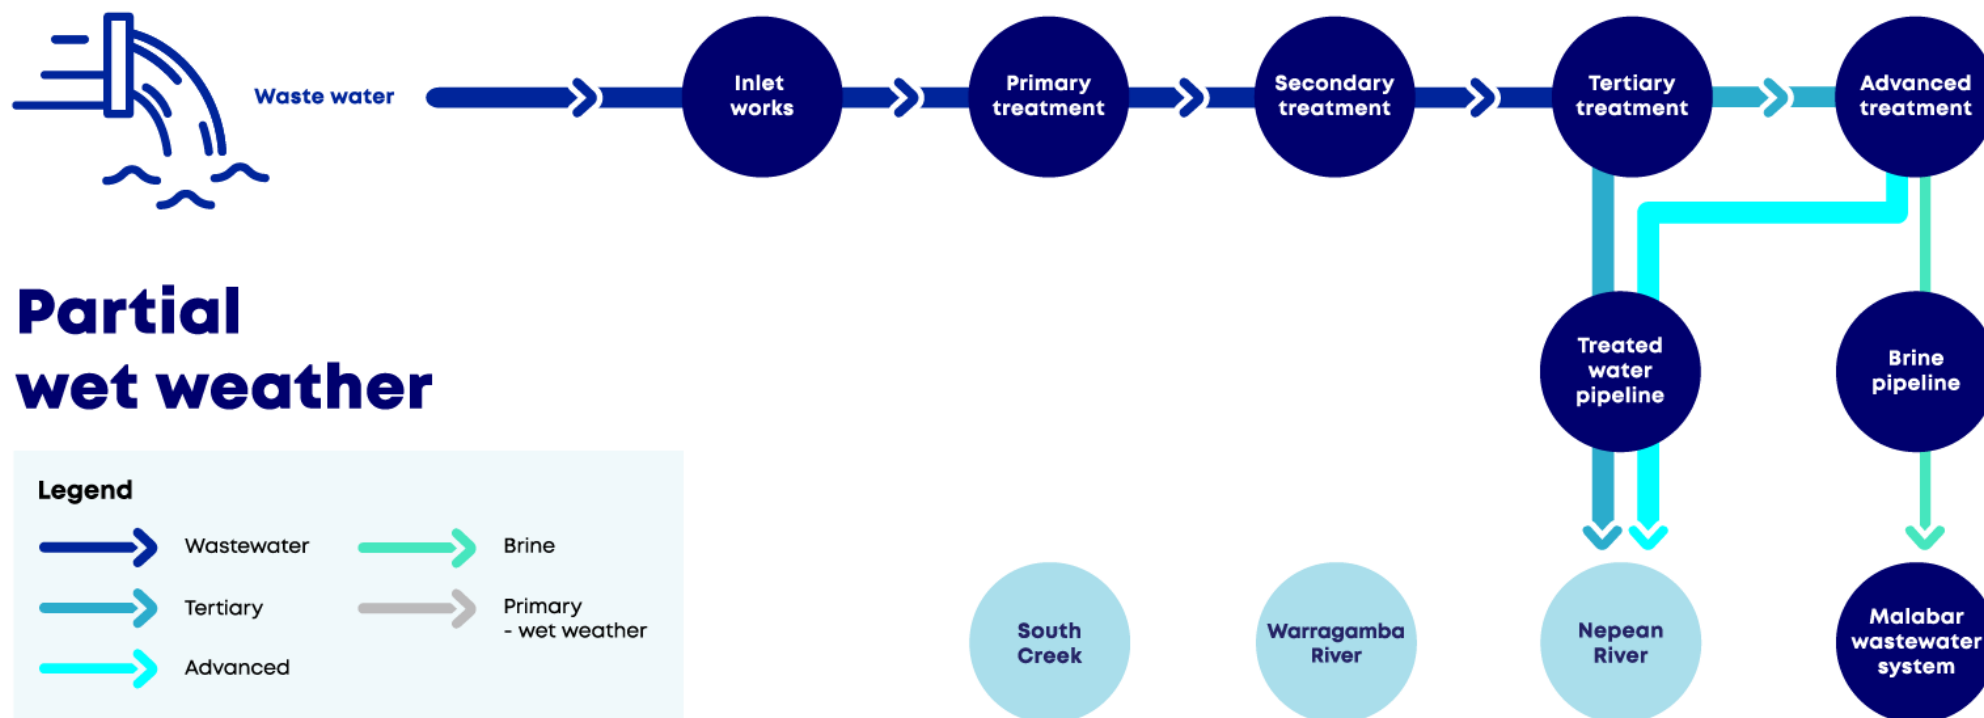 Waste water
Inlet
works
Primary
treatment
Secondary
treatment
Tertiary
treatment
Advanced
treatment
Partial
wet weather
Treated
water
pipeline
Brine
pipeline
Legend
Wastewater
Brine
Tertiary
Primary
- wet weather
Advanced
South
Creek
Warragamba
River
Nepean
River
Malabar
wastewater
system